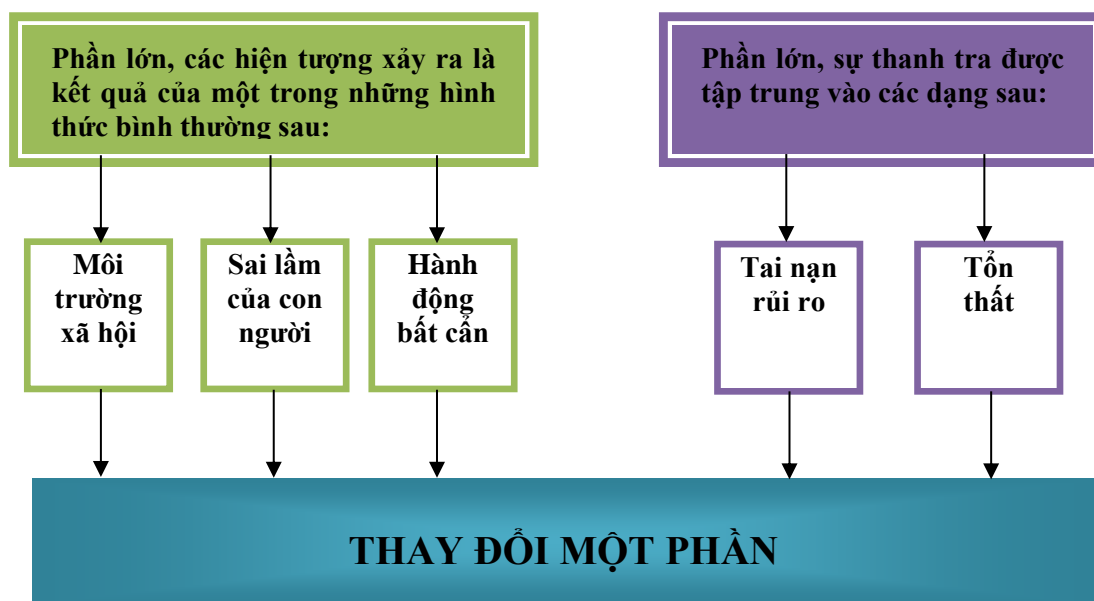 Phần lớn, các hiện tượng xảy ra là
kết quả của một trong những hình
thức bình thường sau:
Phần lớn, sự thanh tra được
tập trung vào các dạng sau:
Môi
trường
xã hội
Sai lầm
của con
người
Hành
động
bất cẩn
Tai nạn
rủi ro
Tổn
thất
THAY ĐỔI MỘT PHẦN